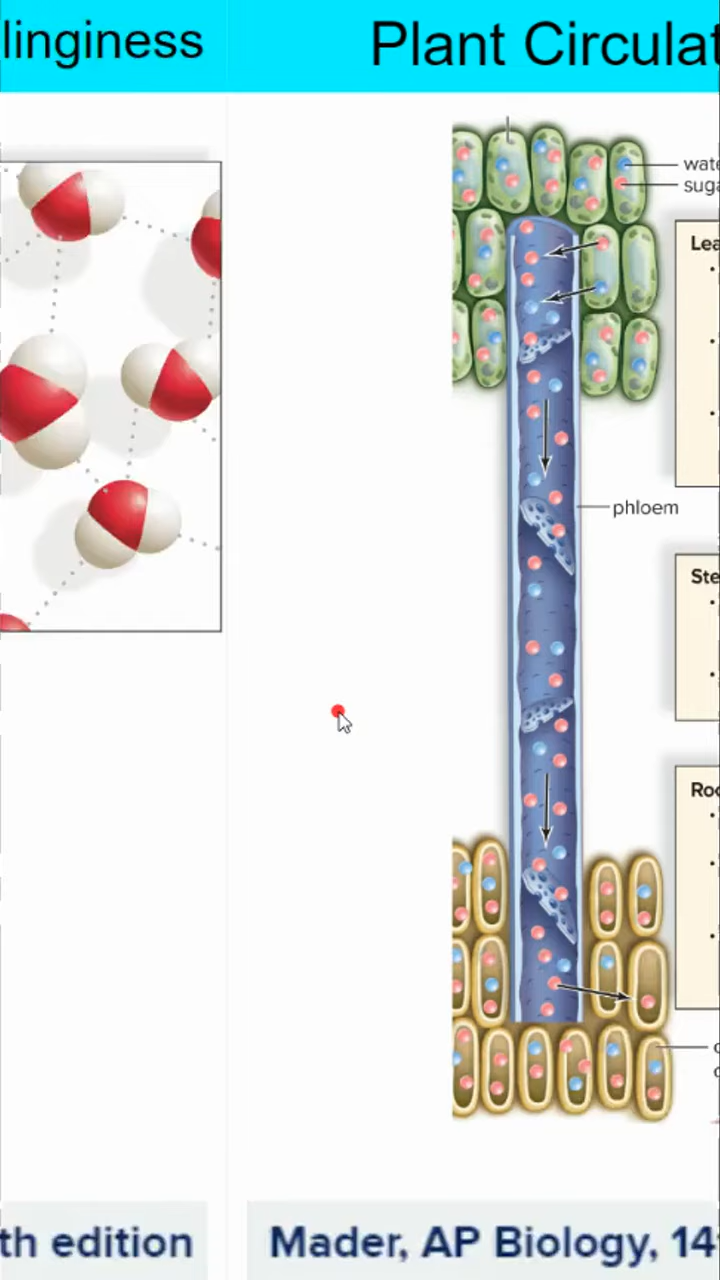 linginess
Plant Circulat
wate
suga
Lea
phloem
Ste
Roo
th edition
Mader, AP Biology, 14